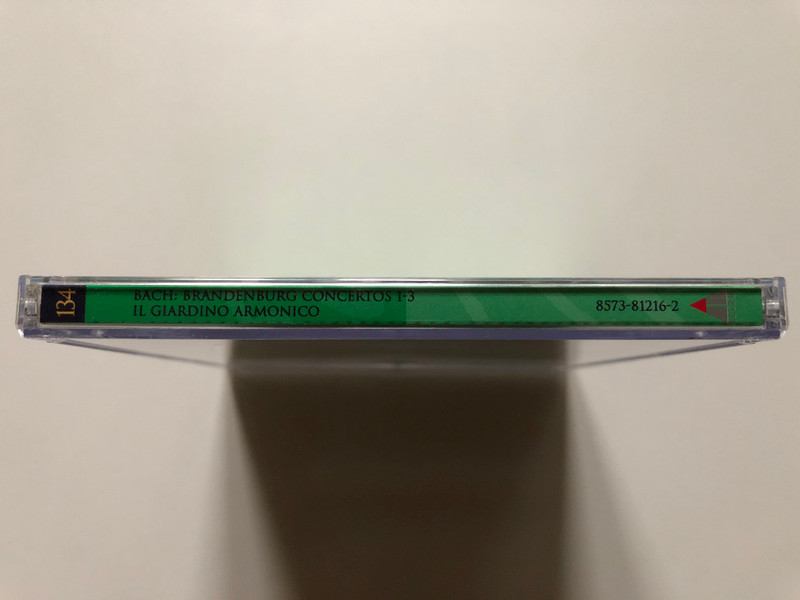 134
BACH: BRANDENBURG CONCERTOS 1-3
IL GIARDINO ARMONICO
8573-81216-2